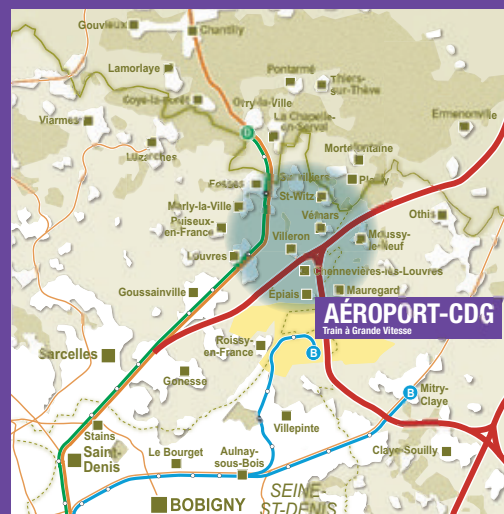 Gouvieux
Chantilly
Lamorlaye
Pontarmé
Thiers-
sur-Thève
Coye-la-Forêt
Orry-la-Ville
La Chapelle-
en-Serval
Ermenonville
Viarmes
D
Luzarches
Mortefontaine
Fosses
Survilliers
Plailly
St-Witz
Marly-la-Ville
Puiseux-
en-France
Vémars
Othis
Villeron
Moussy-
le-Neuf
Louvres
Chennevières-lès-Louvres
Goussainville
Épiais
Mauregard
AÉROPORT-CDG
Train à Grande Vitesse
Roissy-
en-France
B
Sarcelles
Gonesse
B
Mitry-
Claye
Stains
Villepinte
Saint-
Denis
Le Bourget
Aulnay-
sous-Bois
Claye-Souilly
BOBIGNY
SEINE-
ST-DENIS